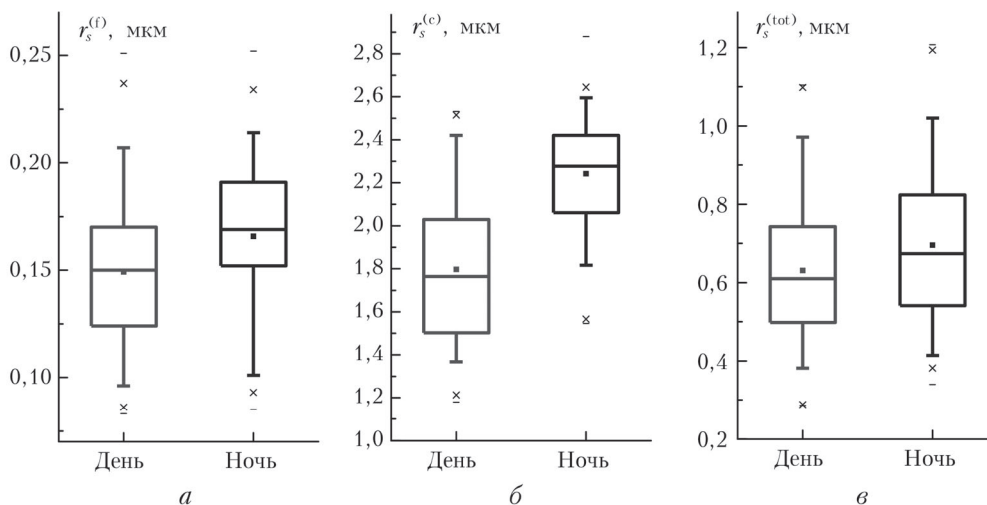 r_s^(f), мкм
0,25
0,20
0,15
0,10
День
Ночь
а
r_s^(c), мкм
2,8
2,6
2,4
2,2
2,0
1,8
1,6
1,4
1,2
1,0
День
Ночь
б
r_s^(tot), мкм
1,2
1,0
0,8
0,6
0,4
0,2
День
Ночь
в